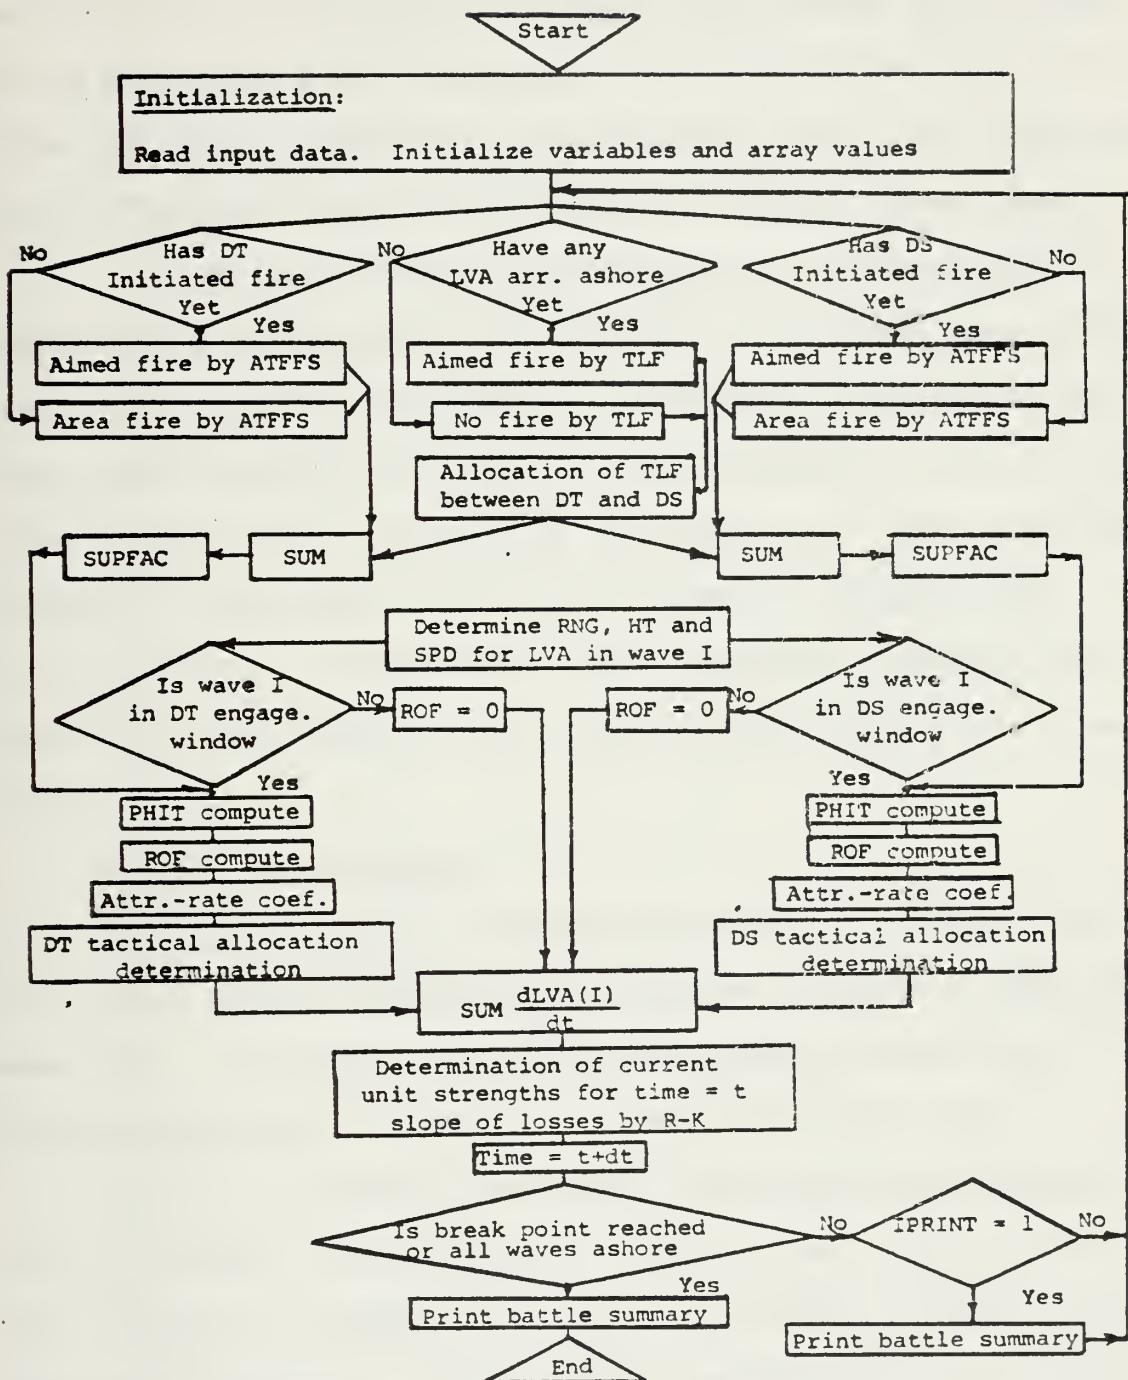 Start
Initialization:
Read input data. Initialize variables and array values
No
Has DT
Initiated fire
Yet
Yes
No
Have any
LVA arr. ashore
Yet
Yes
Has DS
Initiated fire
Yet
Yes
No
Aimed fire by ATFFS
Area fire by ATFFS
Aimed fire by TLF
No fire by TLF
Aimed fire by ATFFS
Area fire by ATFFS
Allocation of TLF
between DT and DS
SUPFAC
SUM
SUM
SUPFAC
Determine RNG, HT and
SPD for LVA in wave I
Is wave I
in DT engage.
window
No
ROF = 0
Yes
ROF = 0
No
Is wave I
in DS engage.
window
Yes
PHIT compute
ROF compute
Attr.-rate coef.
DT tactical allocation
determination
PHIT compute
ROF compute
Attr.-rate coef.
DS tactical allocation
determination
SUM dLVA(I)
dt
Determination of current
unit strengths for time = t
slope of losses by R-K
Time = t+dt
Is break point reached
or all waves ashore
No
Yes
IPRINT = 1
No
Yes
Print battle summary
Print battle summary
End